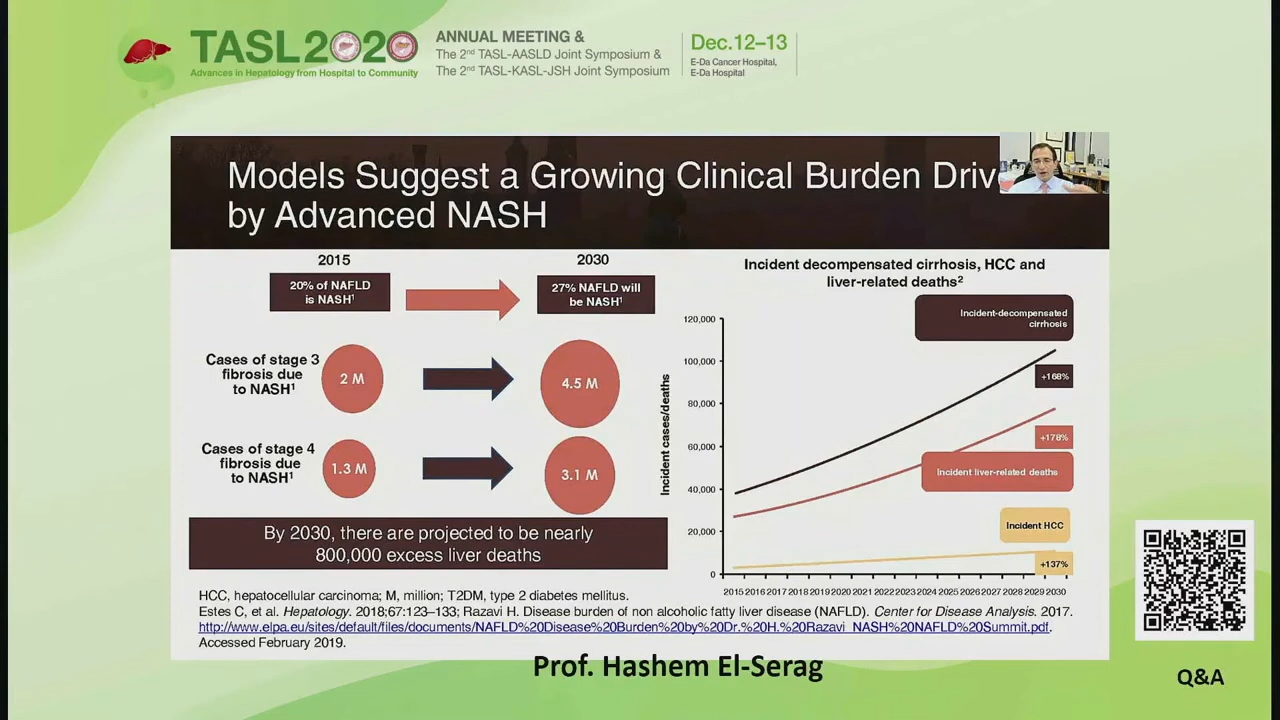 TASL2020
Advances in Hepatology from Hospital to Community
ANNUAL MEETING &
The 2nd TASL-AASLD Joint Symposium &
The 2nd TASL-KASL-JSH Joint Symposium
Dec.12–13
E-Da Cancer Hospital,
E-Da Hospital
Models Suggest a Growing Clinical Burden Driv
by Advanced NASH
2015
2030
20% of NAFLD
is NASH1
27% NAFLD will
be NASH1
Cases of stage 3
fibrosis due
to NASH1
2 M
4.5 M
Cases of stage 4
fibrosis due
to NASH1
1.3 M
3.1 M
By 2030, there are projected to be nearly
800,000 excess liver deaths
Incident decompensated cirrhosis, HCC and
liver-related deaths2
Incident-decompensated
cirrhosis
120,000
100,000
80,000
60,000
40,000
20,000
0
Incident cases/deaths
+168%
+178%
Incident liver-related deaths
Incident HCC
+137%
2015 2016 2017 2018 2019 2020 2021 2022 2023 2024 2025 2026 2027 2028 2029 2030
HCC, hepatocellular carcinoma; M, million; T2DM, type 2 diabetes mellitus.
Estes C, et al. Hepatology. 2018;67:123–133; Razavi H. Disease burden of non alcoholic fatty liver disease (NAFLD). Center for Disease Analysis. 2017.
http://www.elpa.eu/sites/default/files/documents/NAFLD%20Disease%20Burden%20by%20Dr.%20H.%20Razavi_NASH%20NAFLD%20Summit.pdf.
Accessed February 2019.
Prof. Hashem El-Serag
Q&A